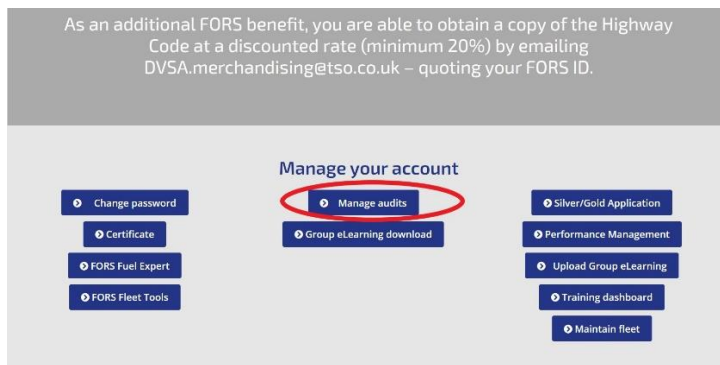 As an additional FORS benefit, you are able to obtain a copy of the Highway
Code at a discounted rate (minimum 20%) by emailing
DVSA.merchandising@tso.co.uk – quoting your FORS ID.
Manage your account
Change password
Manage audits
Silver/Gold Application
Certificate
Group eLearning download
Performance Management
FORS Fuel Expert
Upload Group eLearning
FORS Fleet Tools
Training dashboard
Maintain fleet